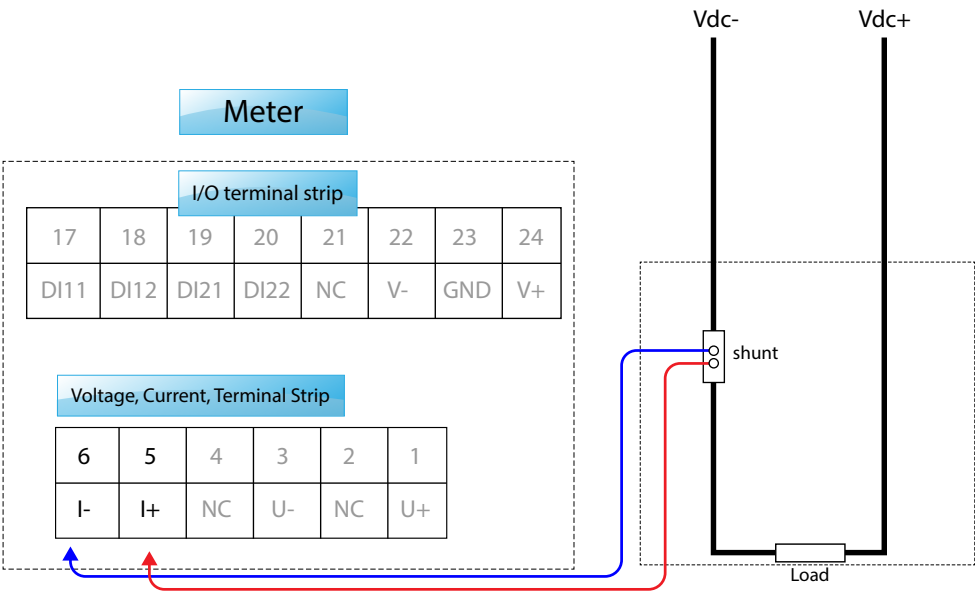 Vdc- Vdc+
Meter
I/O terminal strip
17 18 19 20 21 22 23 24
DI11 DI12 DI21 DI22 NC V- GND V+
shunt
Voltage, Current, Terminal Strip
6 5 4 3 2 1
I- I+ NC U- NC U+
Load